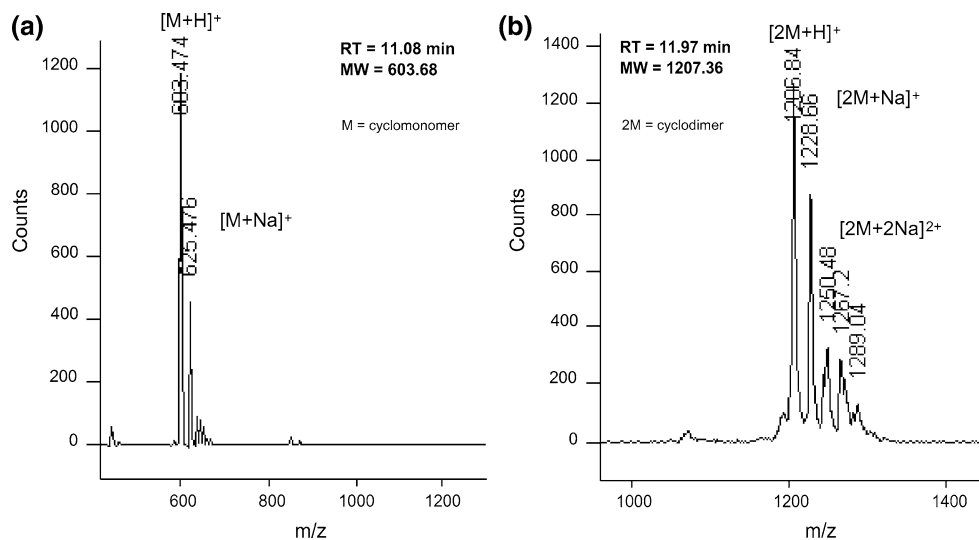 (a)
[M+H]⁺
603.474
RT = 11.08 min
MW = 603.68
M = cyclomonomer
625.476
[M+Na]⁺
1200
1000
800
600
400
200
0
Counts
600
800
1000
1200
m/z
(b)
[2M+H]⁺
1206.84
RT = 11.97 min
MW = 1207.36
2M = cyclodimer
[2M+Na]⁺
1228.66
[2M+2Na]²⁺
1250.48
1267.2
1289.04
1400
1200
1000
800
600
400
200
0
Counts
1000
1200
1400
m/z